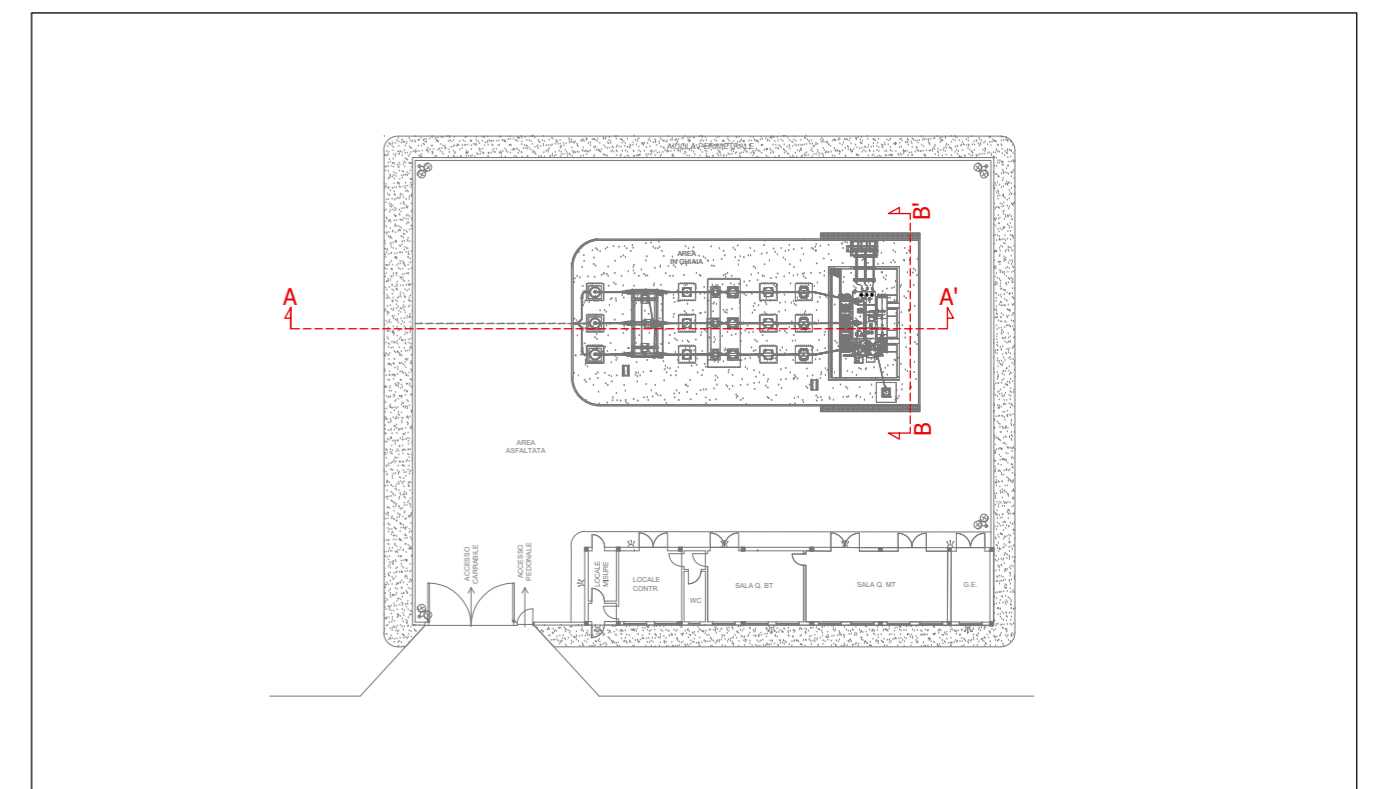 AIUOLA PERIMETRALE
B'
AREA
IN GHIAIA
A
A'
B
AREA
ASFALTATA
ACCESSO
CARRABILE
ACCESSO
PEDONALE
LOCALE
MISURE
LOCALE
CONTR.
WC
SALA Q. BT
SALA Q. MT
G.E.